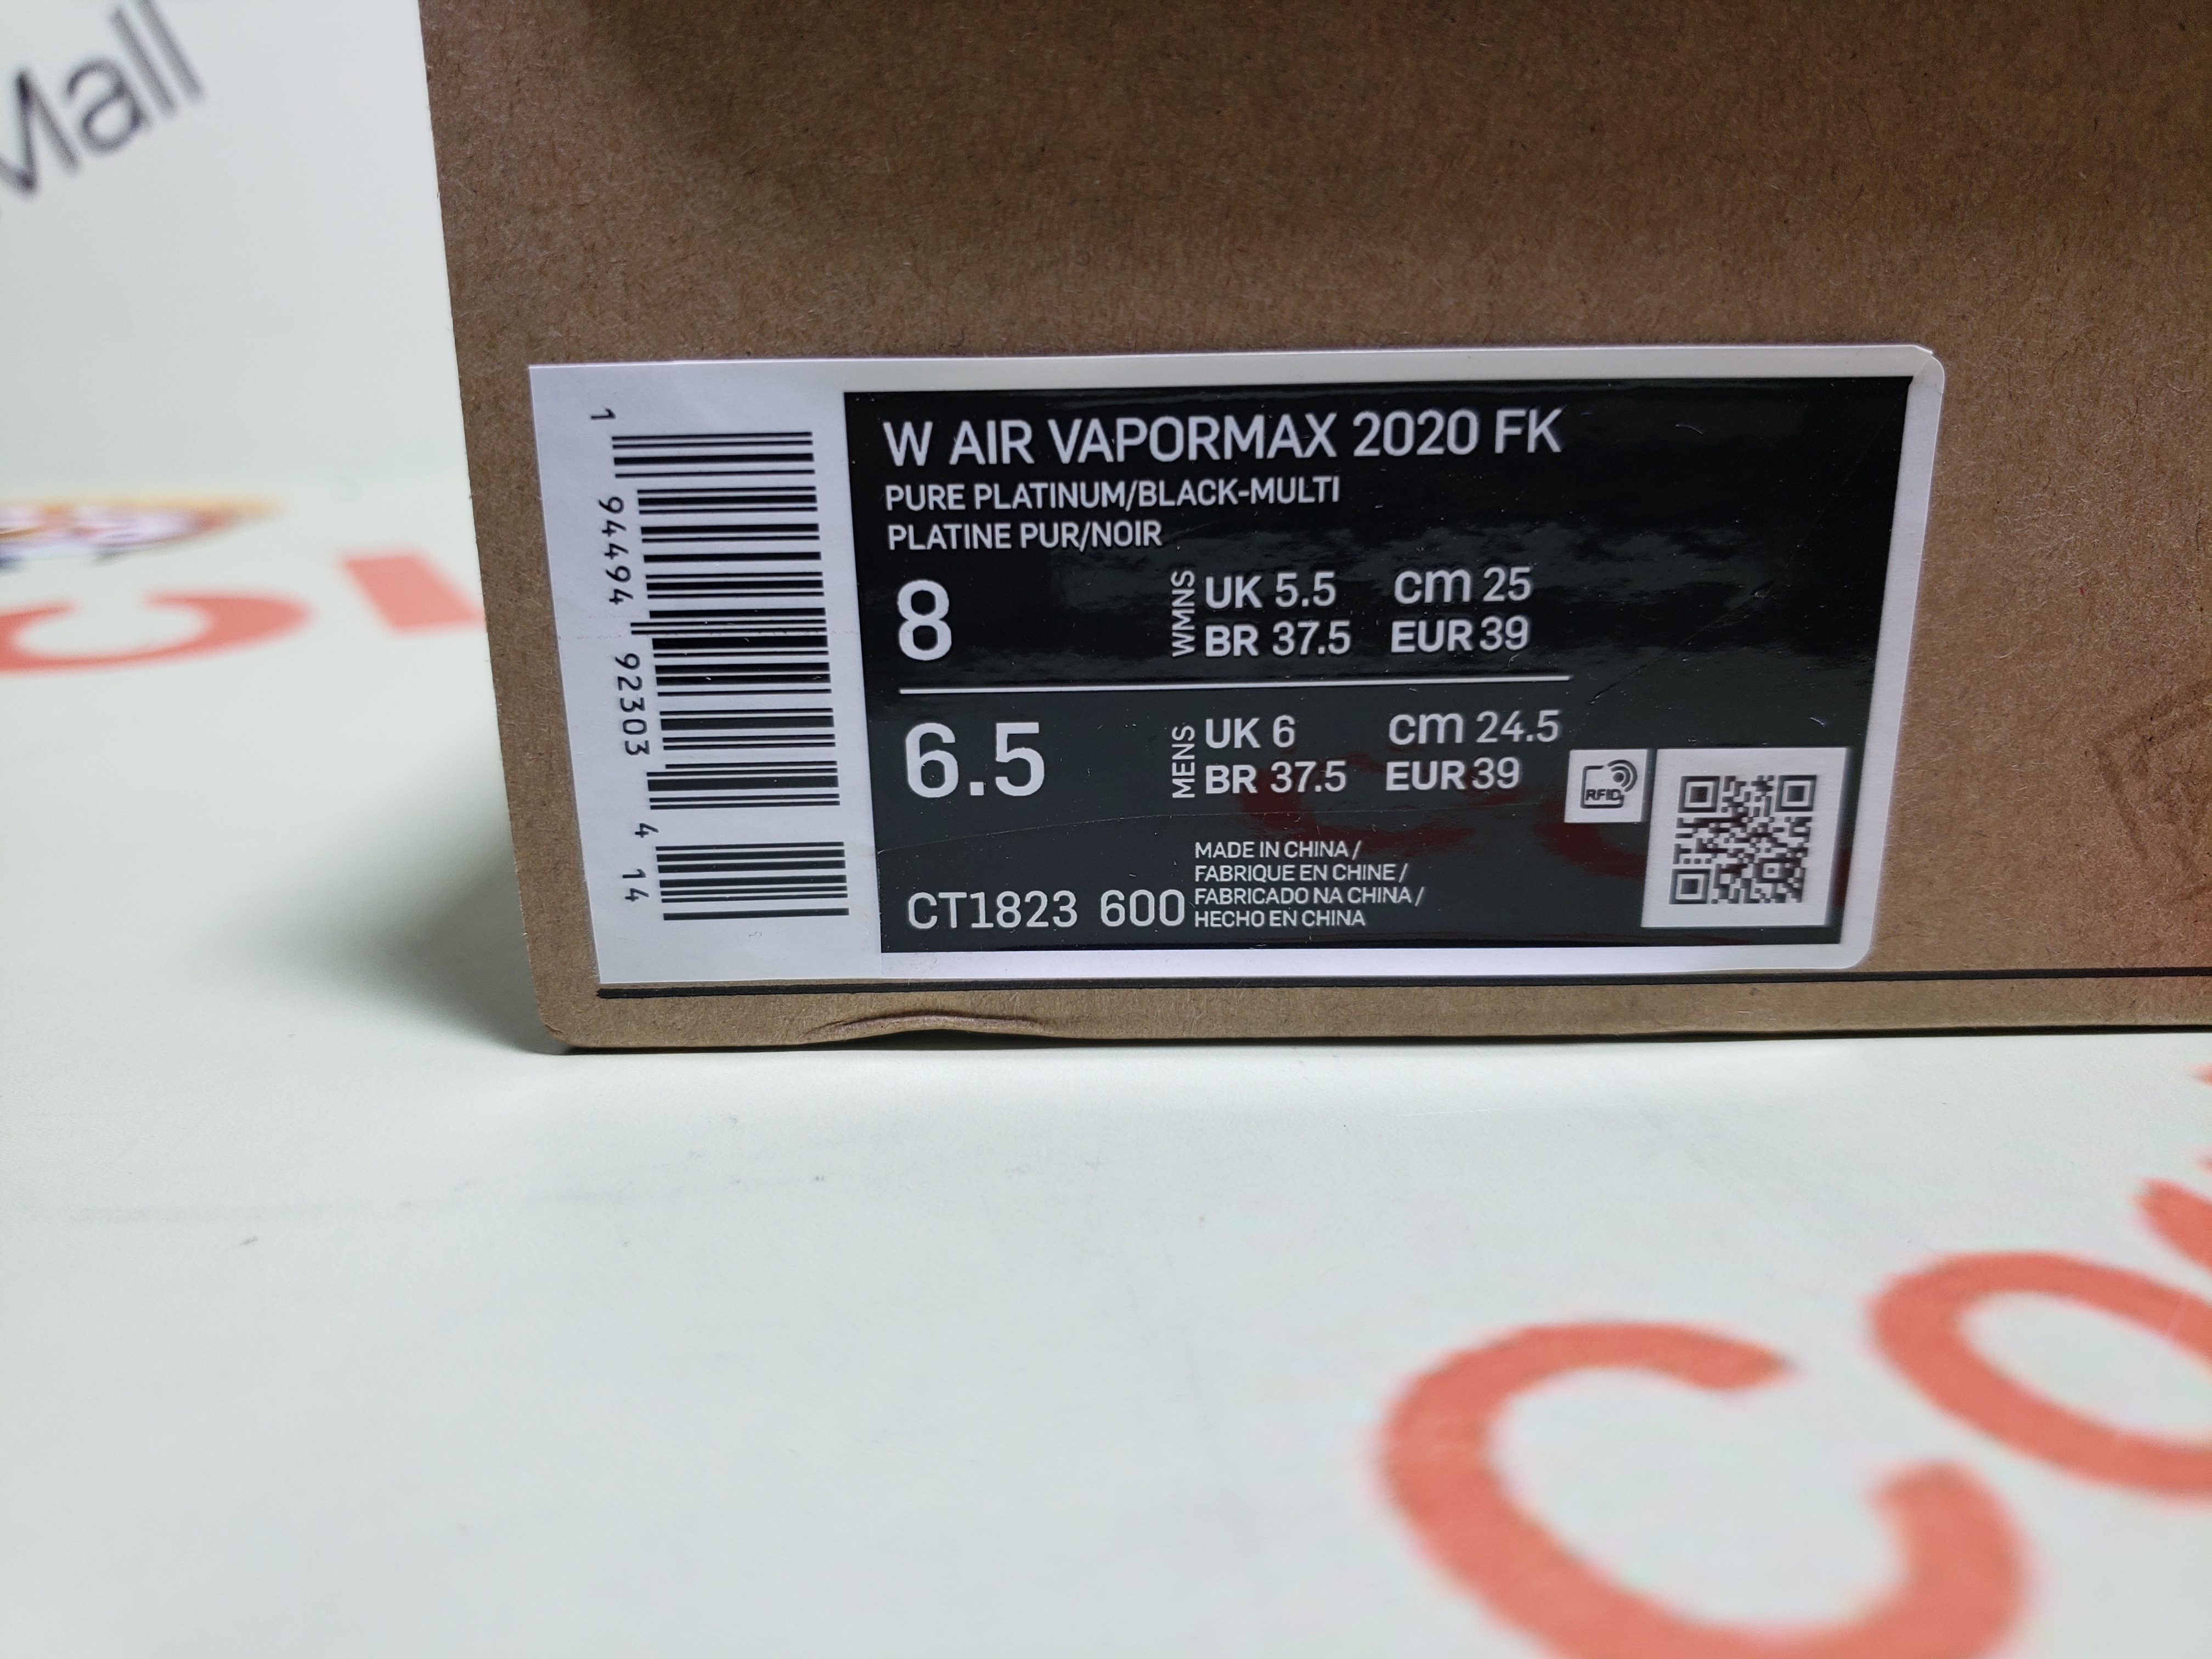 Mall
W AIR VAPORMAX 2020 FK
PURE PLATINUM/BLACK-MULTI
PLATINE PUR/NOIR
8 WMNS UK 5.5 cm 25
BR 37.5 EUR 39
6.5 MENS UK 6 cm 24.5
BR 37.5 EUR 39
RFID
MADE IN CHINA /
FABRIQUE EN CHINE /
FABRICADO NA CHINA /
HECHO EN CHINA
CT1823 600
1 94494 92303 4 14